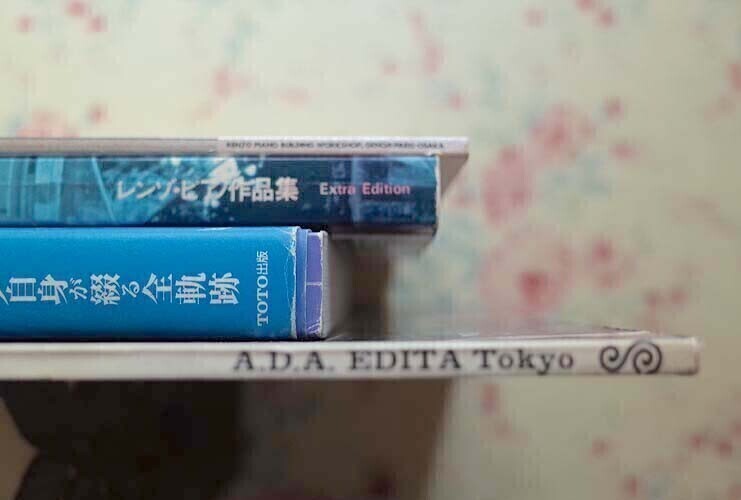 RENZO PIANO BUILDING WORKSHOP, GENOA-PARIS-OSAKA
レンゾ・ピアノ作品集 Extra Edition
自身が綴る全軌跡 TOTO出版
A.D.A. EDITA Tokyo